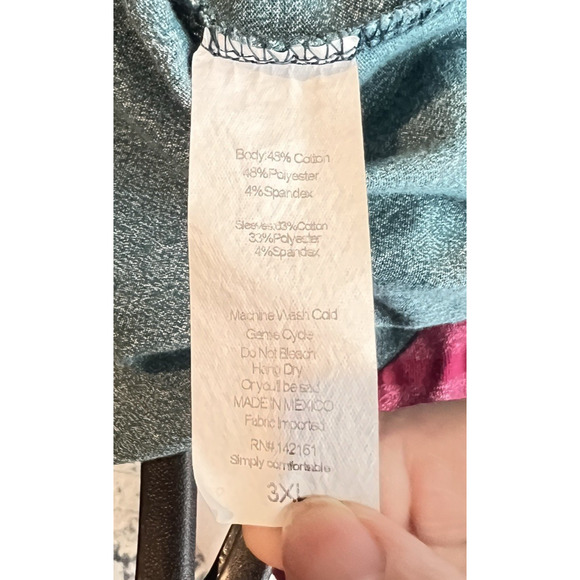 Body:48% Cotton
48%Polyester
4%Spandex
Sleeves:63%Cotton
33%Polyester
4%Spandex
Machine Wash Cold
Gentle Cycle
Do Not Bleach
Hang Dry
Or you'll be sad
MADE IN MEXICO
Fabric Imported
RN#,142161
Simply comfortable
3XL